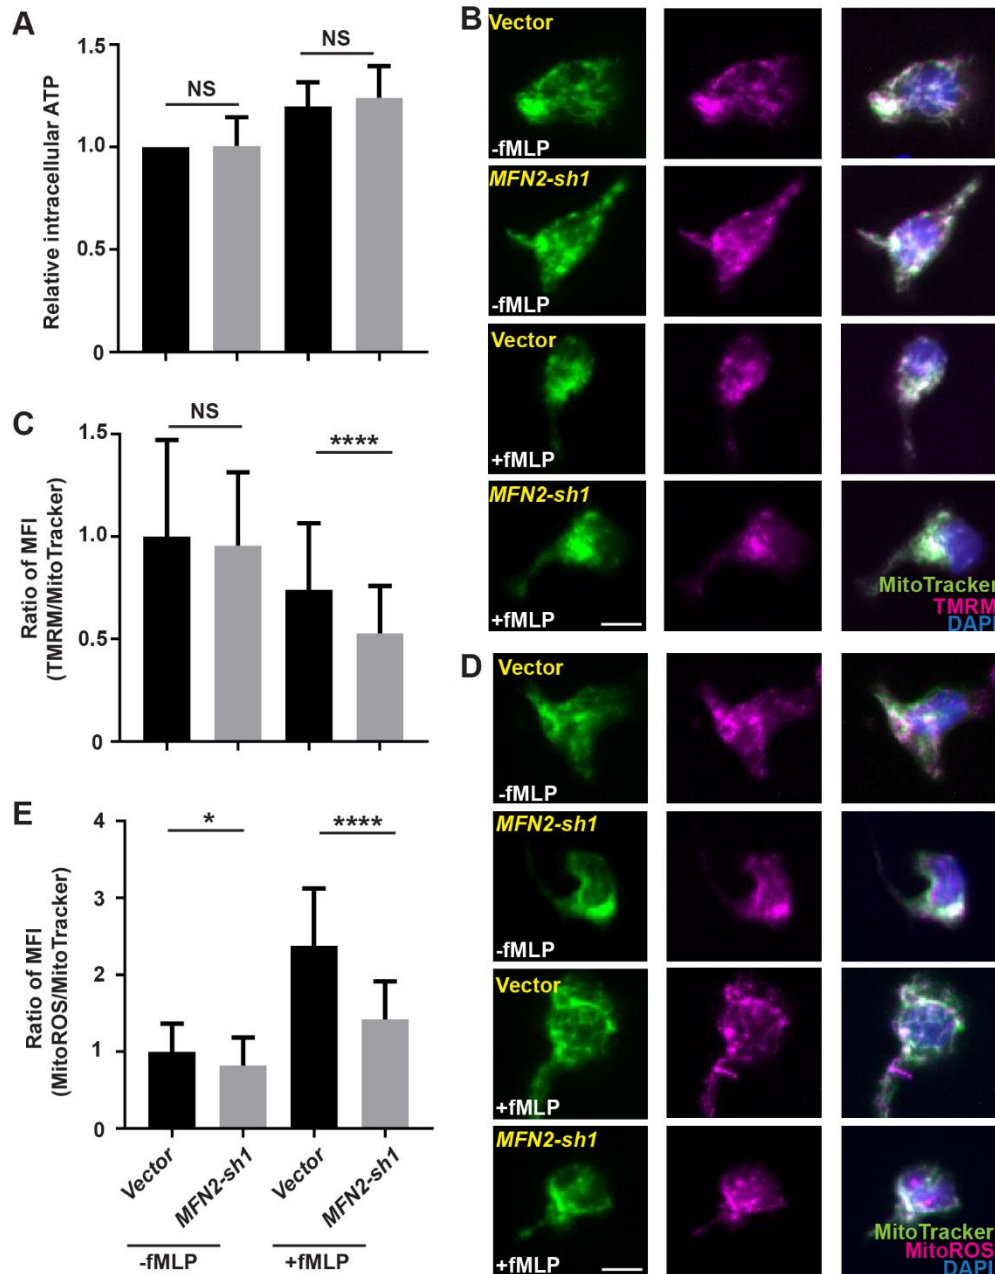 A
Relative intracellular ATP
1.5
1.0
0.5
0
NS
NS
B
Vector
-fMLP
MFN2-sh1
-fMLP
Vector
+fMLP
MFN2-sh1
+fMLP
MitoTracker
TMRM
DAPI
C
Ratio of MFI
(TMRM/MitoTracker)
1.5
1.0
0.5
0
NS
****
D
Vector
-fMLP
MFN2-sh1
-fMLP
Vector
+fMLP
MFN2-sh1
+fMLP
MitoTracker
MitoROS
DAPI
E
Ratio of MFI
(MitoROS/MitoTracker)
4
3
2
1
0
*
****
Vector
MFN2-sh1
Vector
MFN2-sh1
-fMLP
+fMLP